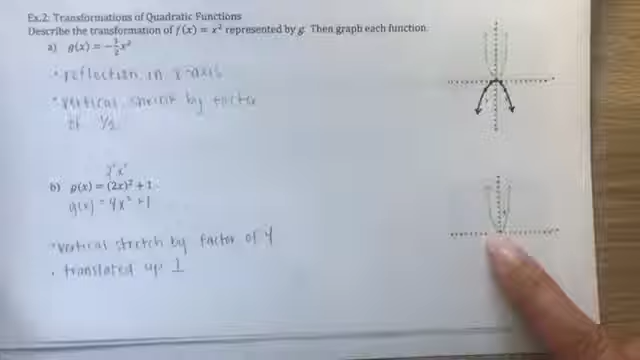 Ex.2: Transformations of Quadratic Functions
Describe the transformation of f(x) = x² represented by g. Then graph each function.
a) g(x) = -½x²
• reflection in x-axis
• vertical shrink by factor
of ½
2²x²
b) g(x) = (2x)² + 1
g(x) = 4x² + 1
• vertical stretch by factor of 4
• translated up 1